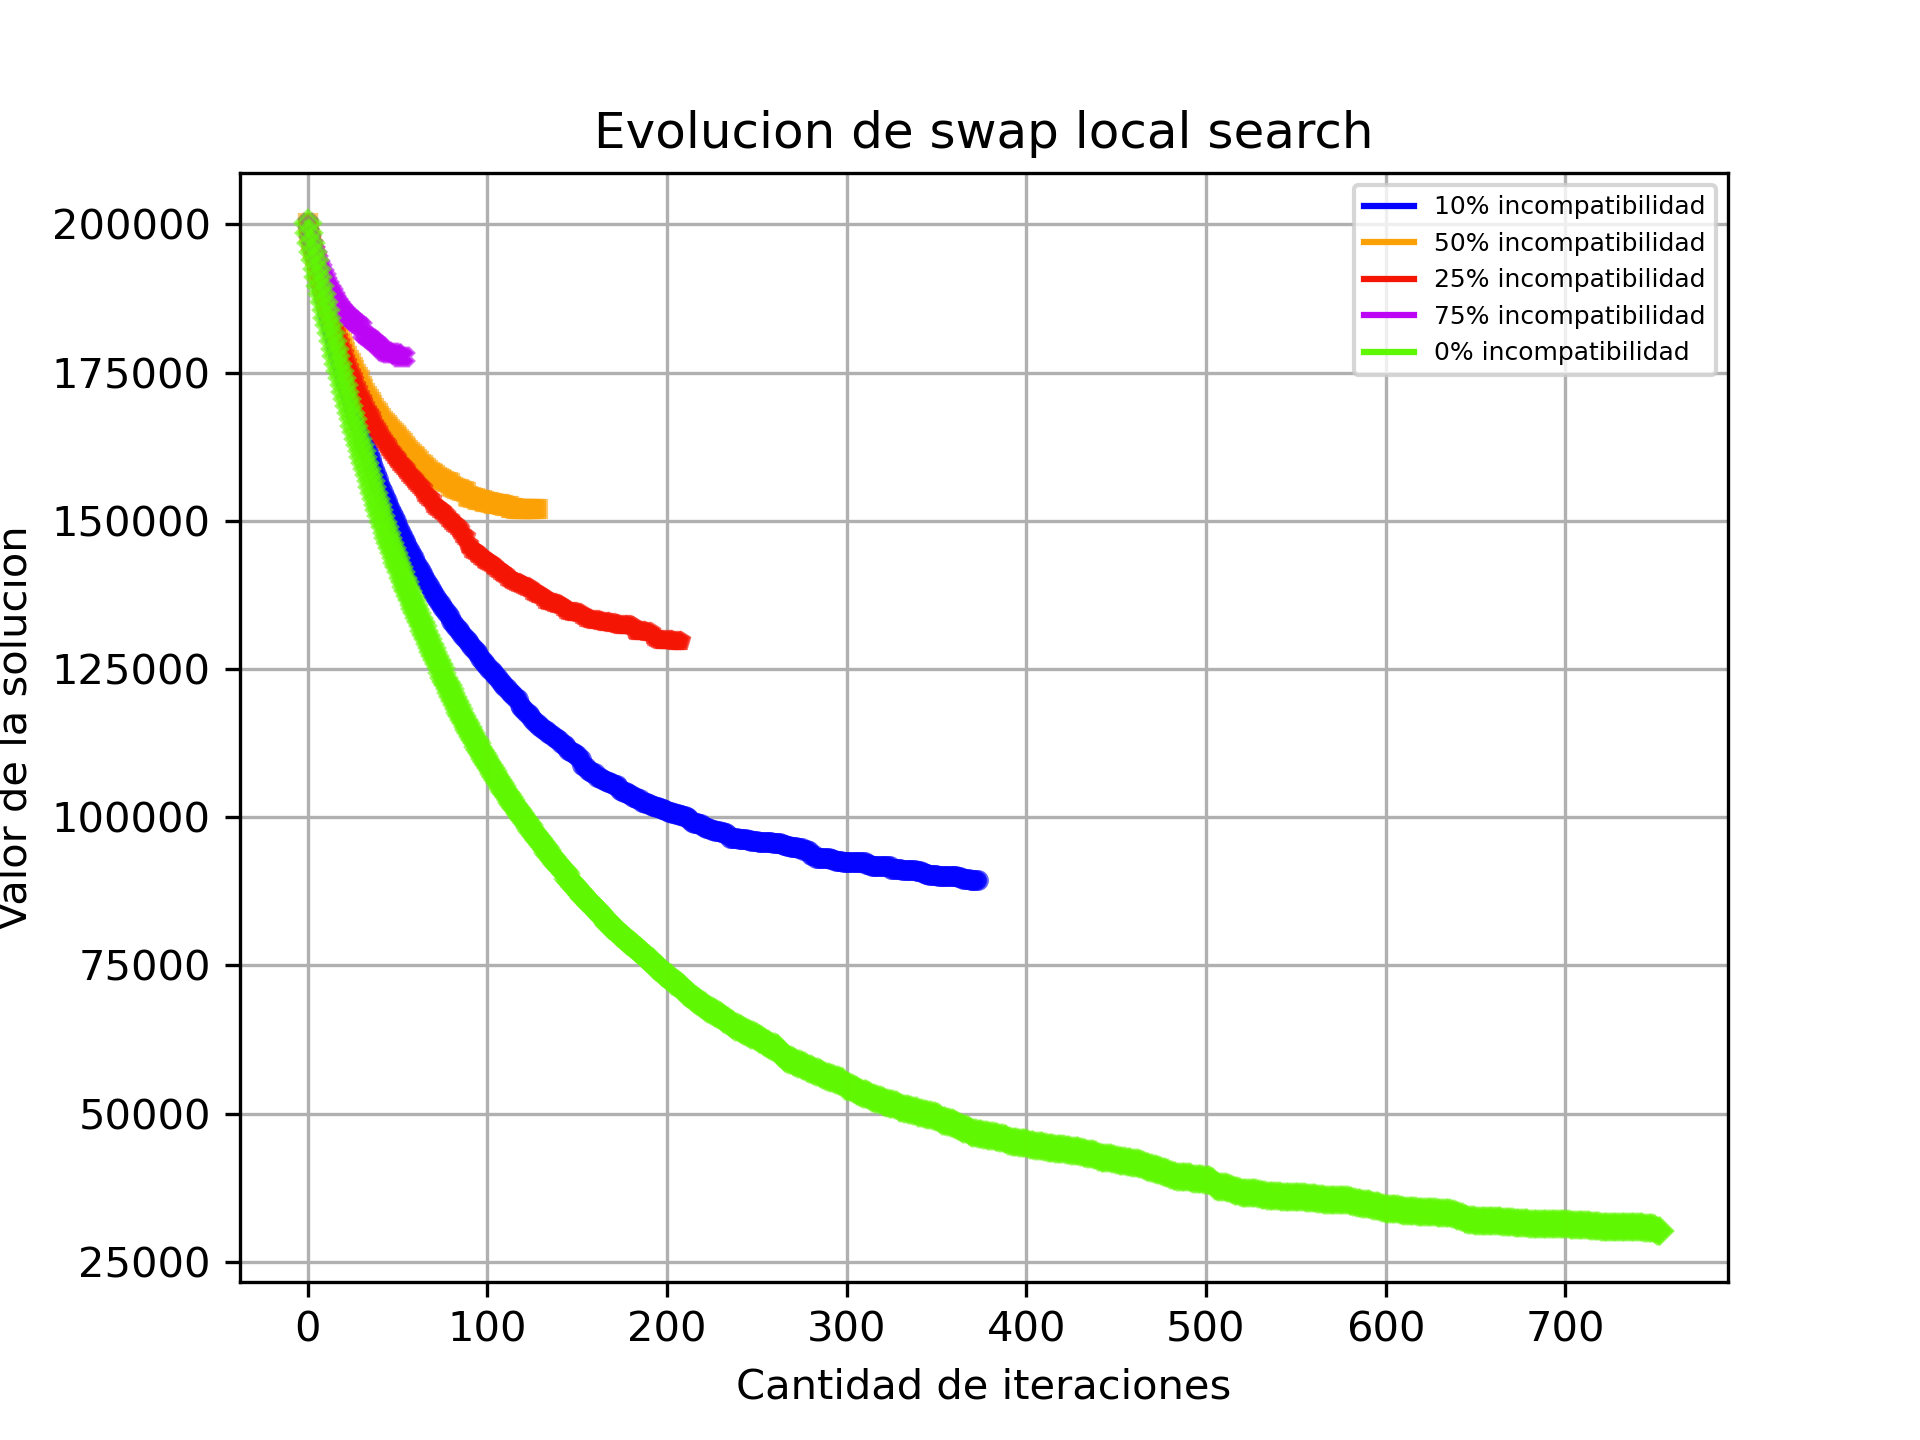 Evolucion de swap local search
10% incompatibilidad
50% incompatibilidad
25% incompatibilidad
75% incompatibilidad
0% incompatibilidad
Valor de la solucion
200000
175000
150000
125000
100000
75000
50000
25000
0 100 200 300 400 500 600 700
Cantidad de iteraciones